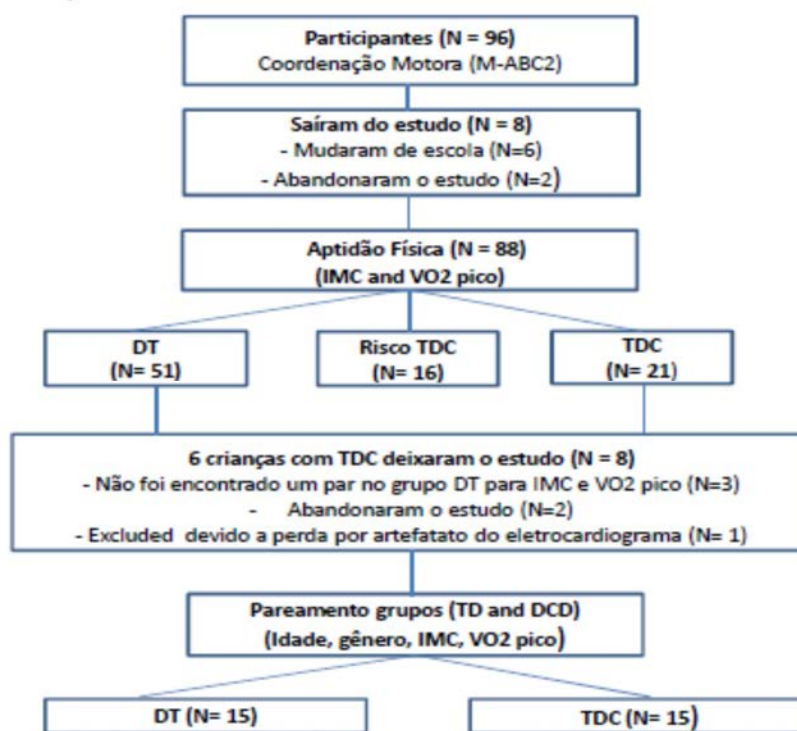 Participantes (N = 96)
Coordenação Motora (M-ABC2)
Saíram do estudo (N = 8)
- Mudaram de escola (N=6)
- Abandonaram o estudo (N=2)
Aptidão Física (N = 88)
(IMC and VO2 pico)
DT
(N= 51)
Risco TDC
(N= 16)
TDC
(N= 21)
6 crianças com TDC deixaram o estudo (N = 8)
- Não foi encontrado um par no grupo DT para IMC e VO2 pico (N=3)
- Abandonaram o estudo (N=2)
- Excluded devido a perda por artefatato do eletrocardiograma (N= 1)
Pareamento grupos (TD and DCD)
(Idade, gênero, IMC, VO2 pico)
DT (N= 15)
TDC (N= 15)